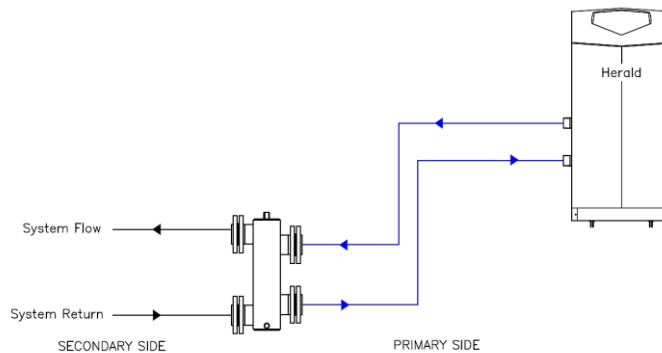 Herald
System Flow
System Return
SECONDARY SIDE
PRIMARY SIDE